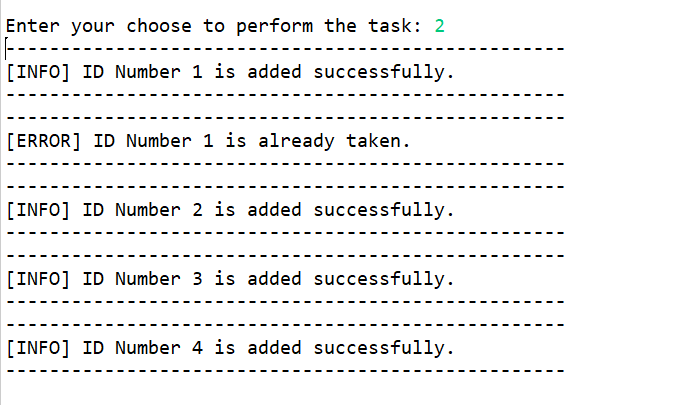 Enter your choose to perform the task: 2
---------------------------------------------------
[INFO] ID Number 1 is added successfully.
---------------------------------------------------
---------------------------------------------------
[ERROR] ID Number 1 is already taken.
---------------------------------------------------
---------------------------------------------------
[INFO] ID Number 2 is added successfully.
---------------------------------------------------
---------------------------------------------------
[INFO] ID Number 3 is added successfully.
---------------------------------------------------
---------------------------------------------------
[INFO] ID Number 4 is added successfully.
---------------------------------------------------